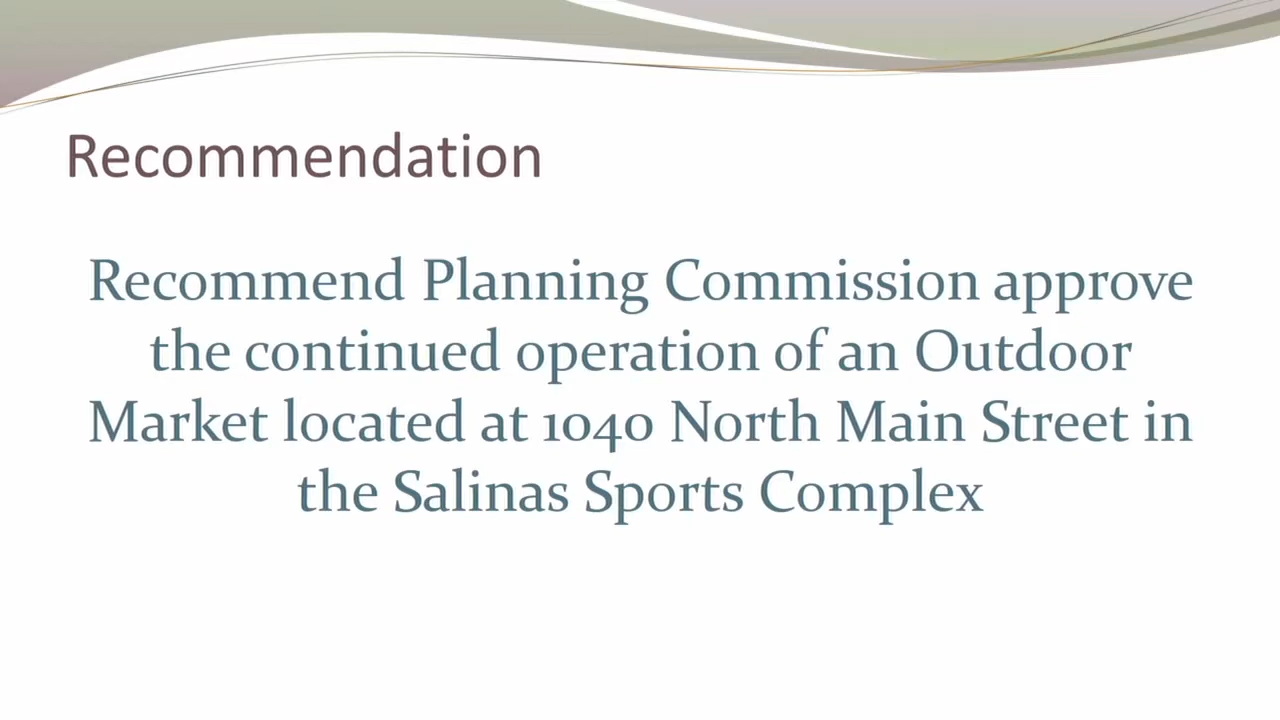 Recommendation
Recommend Planning Commission approve
the continued operation of an Outdoor
Market located at 1040 North Main Street in
the Salinas Sports Complex